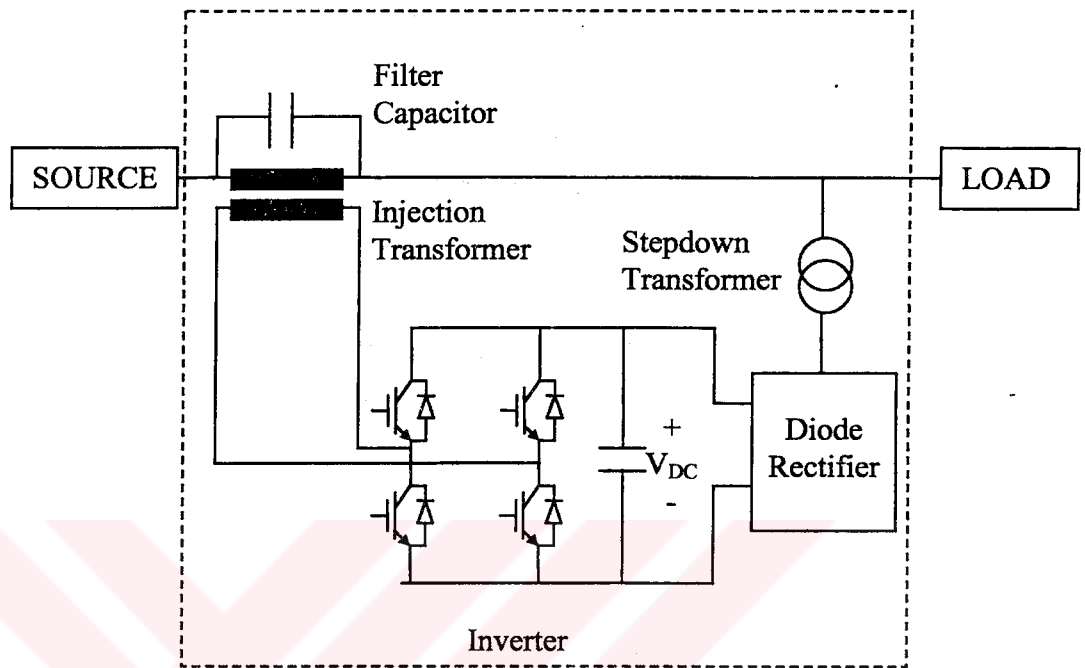 Filter
Capacitor
SOURCE
LOAD
Injection
Transformer
Stepdown
Transformer
+
V_DC
-
Diode
Rectifier
Inverter